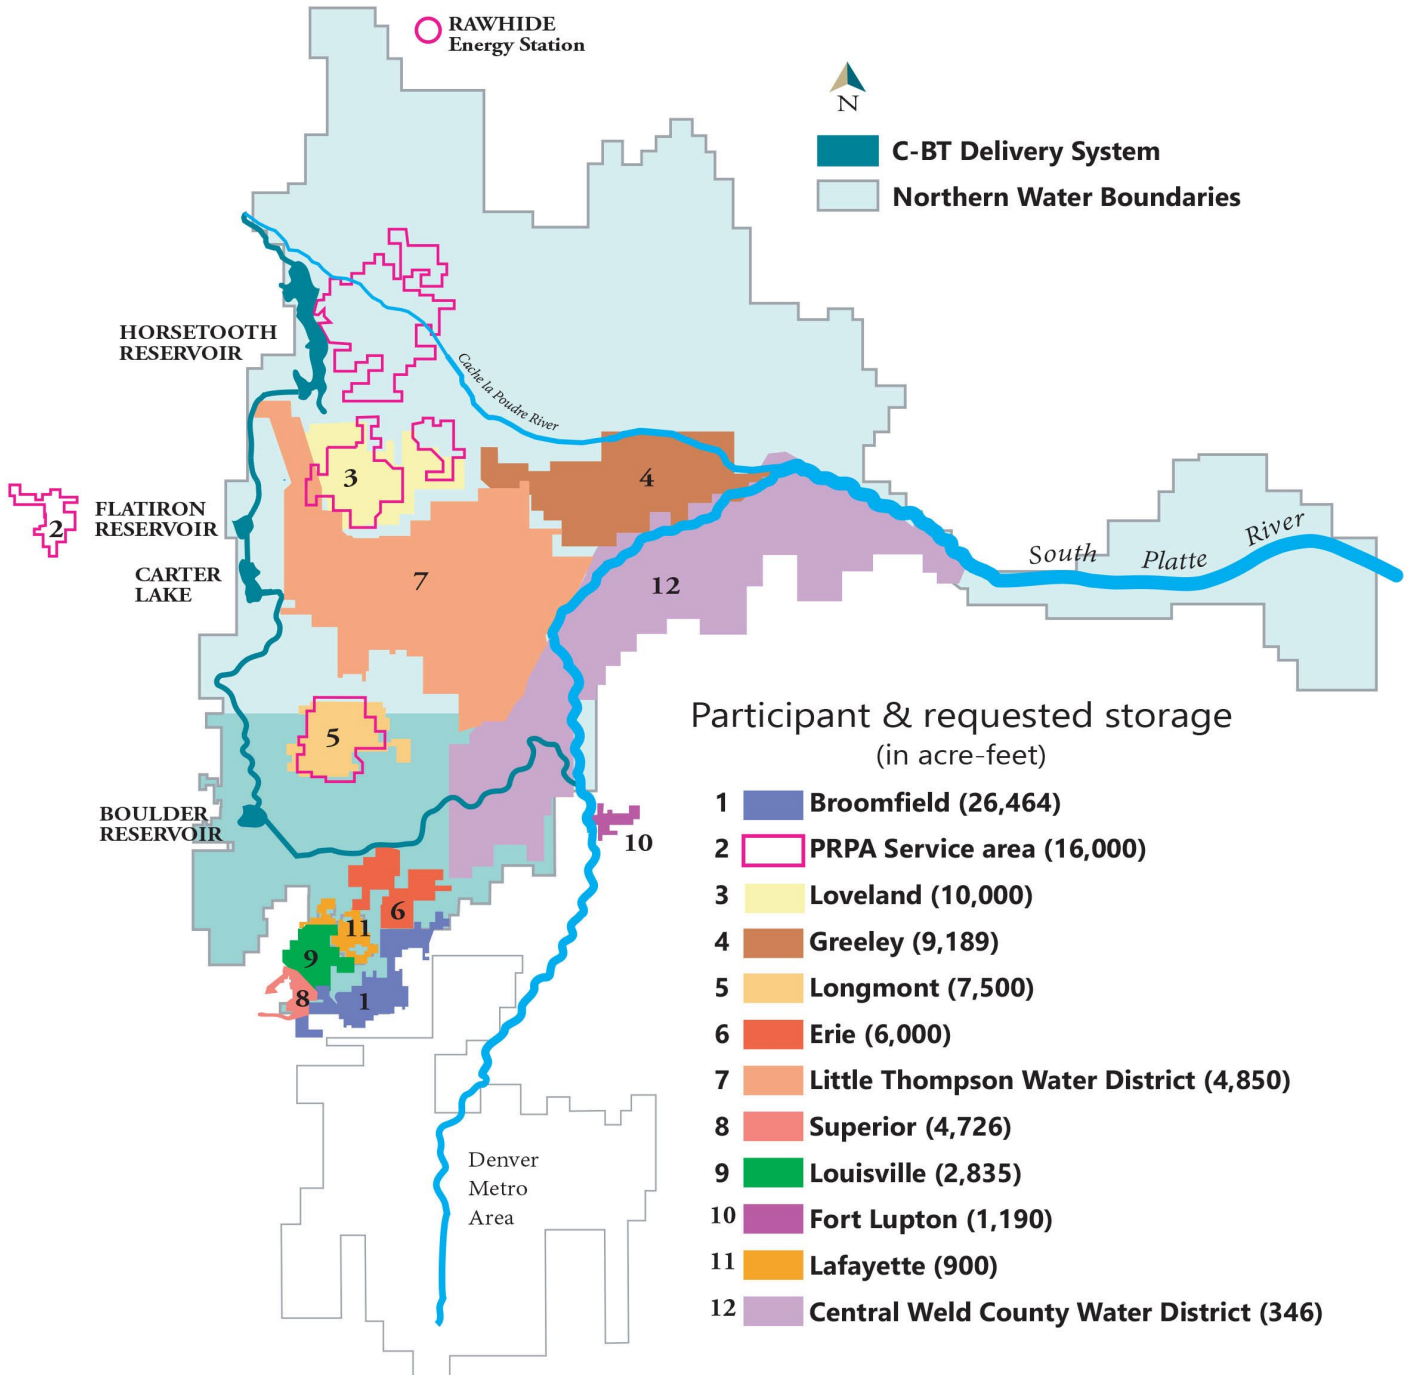 RAWHIDE
Energy Station
N
C-BT Delivery System
Northern Water Boundaries
HORSETOOTH
RESERVOIR
Cache la Poudre River
3
4
2
FLATIRON
RESERVOIR
South Platte River
CARTER
LAKE
7
12
5
BOULDER
RESERVOIR
10
6
11
9
8
1
Denver
Metro
Area
Participant & requested storage
(in acre-feet)
1 Broomfield (26,464)
2 PRPA Service area (16,000)
3 Loveland (10,000)
4 Greeley (9,189)
5 Longmont (7,500)
6 Erie (6,000)
7 Little Thompson Water District (4,850)
8 Superior (4,726)
9 Louisville (2,835)
10 Fort Lupton (1,190)
11 Lafayette (900)
12 Central Weld County Water District (346)